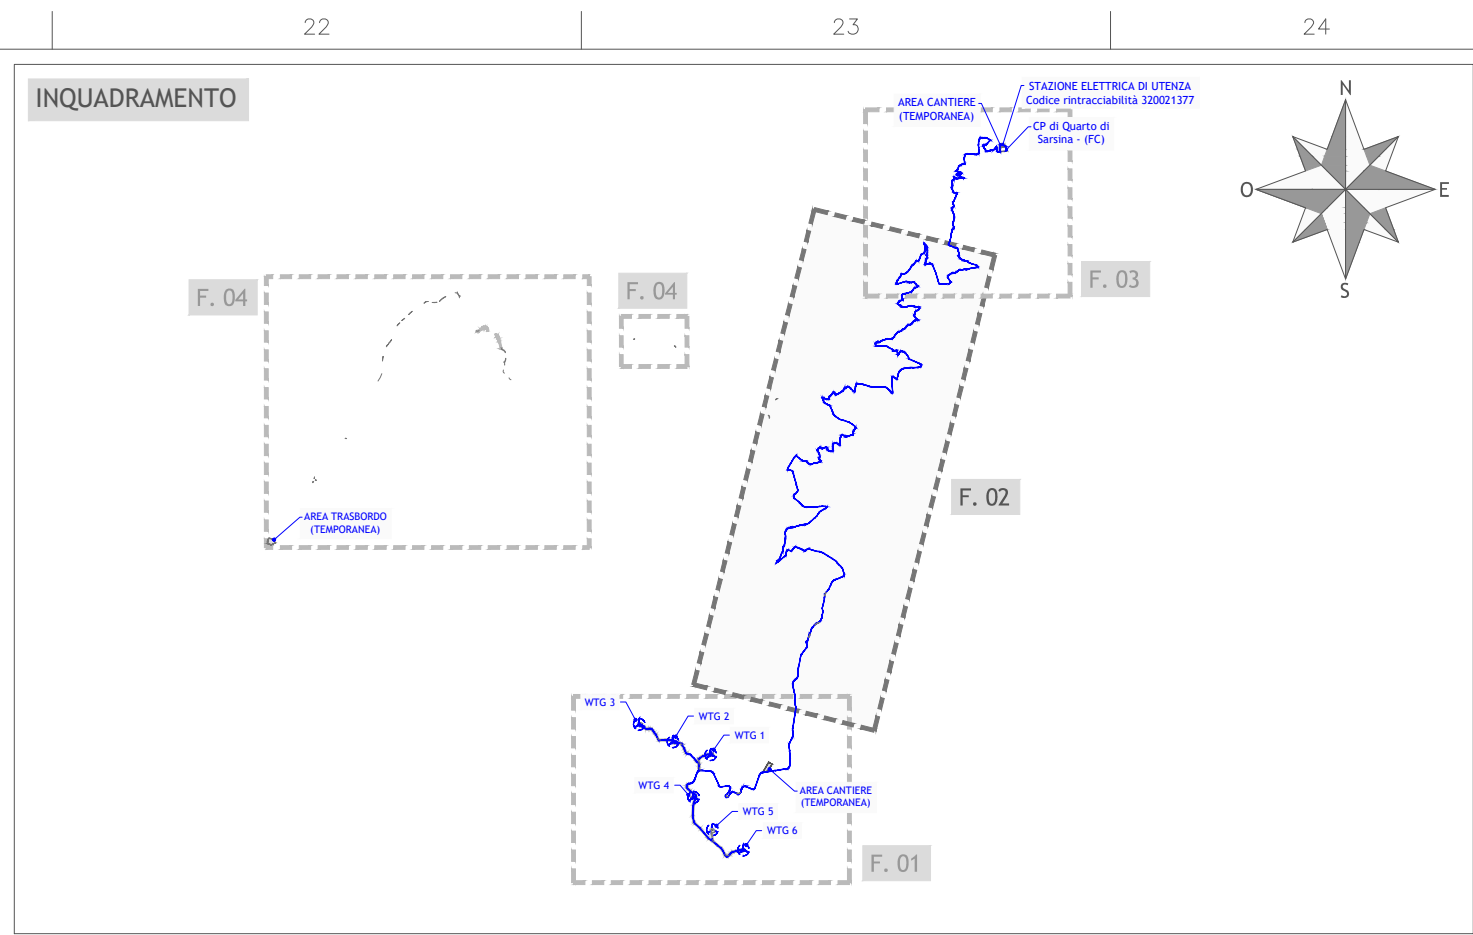 22 23 24
INQUADRAMENTO
STAZIONE ELETTRICA DI UTENZA
Codice rintracciabilità 320021377
AREA CANTIERE
(TEMPORANEA)
CP di Quarto di
Sarsina - (FC)
N
O E
S
F. 03
F. 04
F. 04
F. 02
AREA TRASBORDO
(TEMPORANEA)
WTG 3
WTG 2
WTG 1
WTG 4
AREA CANTIERE
(TEMPORANEA)
WTG 5
WTG 6
F. 01